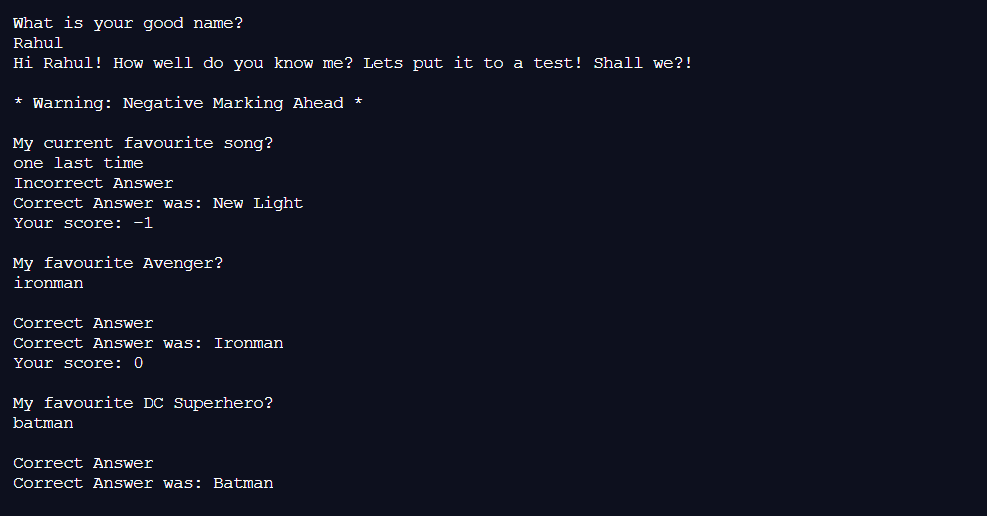 What is your good name?
Rahul
Hi Rahul! How well do you know me? Lets put it to a test! Shall we?!
* Warning: Negative Marking Ahead *
My current favourite song?
one last time
Incorrect Answer
Correct Answer was: New Light
Your score: -1
My favourite Avenger?
ironman
Correct Answer
Correct Answer was: Ironman
Your score: 0
My favourite DC Superhero?
batman
Correct Answer
Correct Answer was: Batman